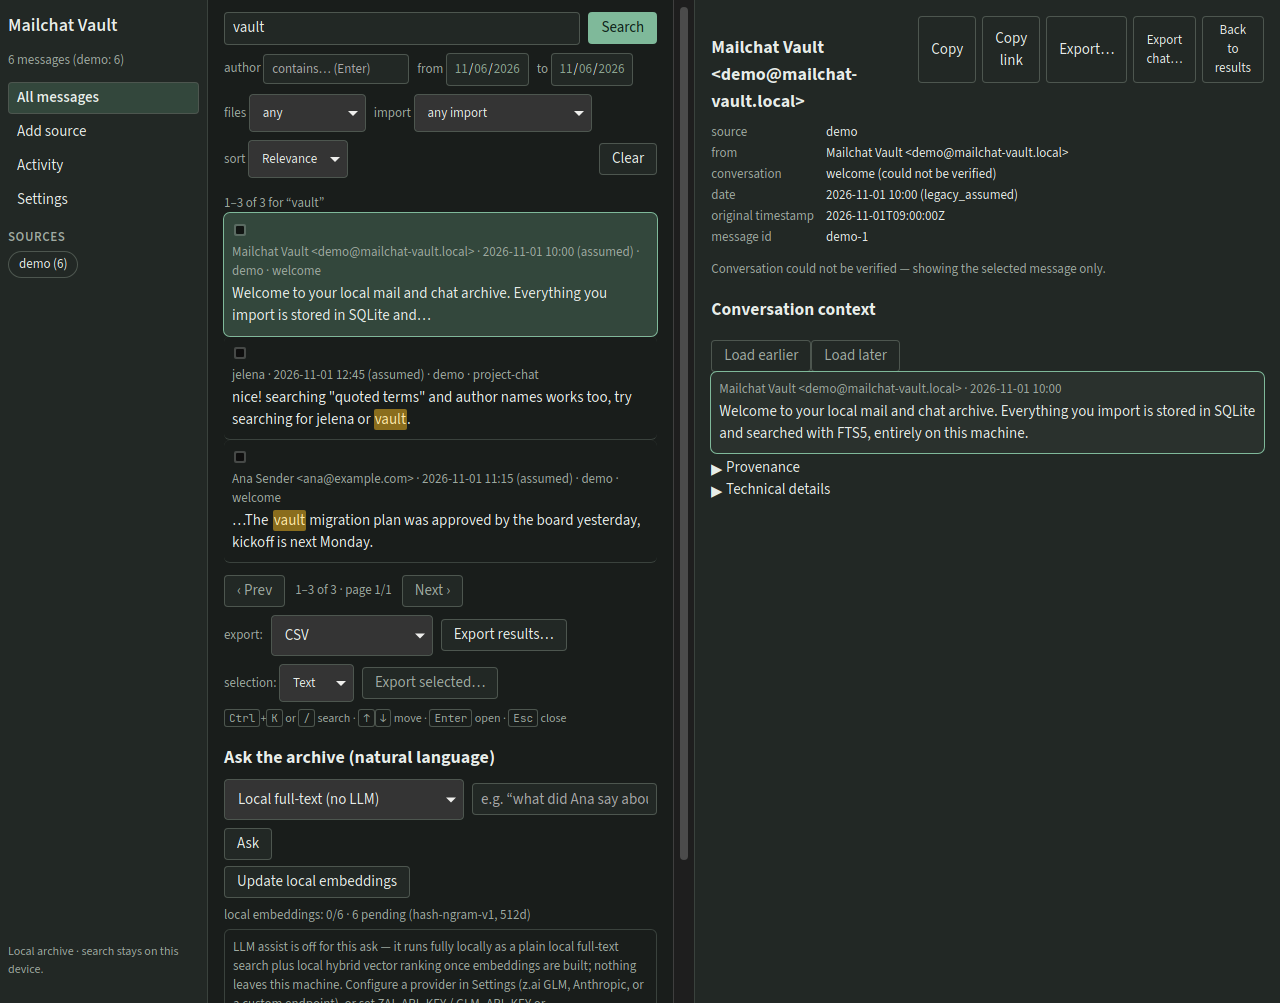 Mailchat Vault
6 messages (demo: 6)
All messages
Add source
Activity
Settings
SOURCES
demo (6)
Local archive · search stays on this
device.
vault
Search
author contains… (Enter) from 11/06/2026 to 11/06/2026
files any import any import
sort Relevance Clear
1–3 of 3 for “vault”
Mailchat Vault <demo@mailchat-vault.local> · 2026-11-01 10:00 (assumed) ·
demo · welcome
Welcome to your local mail and chat archive. Everything you
import is stored in SQLite and…
jelena · 2026-11-01 12:45 (assumed) · demo · project-chat
nice! searching "quoted terms" and author names works too, try
searching for jelena or vault.
Ana Sender <ana@example.com> · 2026-11-01 11:15 (assumed) · demo ·
welcome
…The vault migration plan was approved by the board yesterday,
kickoff is next Monday.
‹ Prev 1–3 of 3 · page 1/1 Next ›
export: CSV Export results…
selection: Text Export selected…
Ctrl+K or / search · ↑ ↓ move · Enter open · Esc close
Ask the archive (natural language)
Local full-text (no LLM) e.g. “what did Ana say abou
Ask
Update local embeddings
local embeddings: 0/6 · 6 pending (hash-ngram-v1, 512d)
LLM assist is off for this ask — it runs fully locally as a plain local full-text
search plus local hybrid vector ranking once embeddings are built; nothing
leaves this machine. Configure a provider in Settings (z.ai GLM, Anthropic, or
a custom endpoint), or set ZAI_API_KEY / GLM_API_KEY or
Mailchat Vault
<demo@mailchat-
vault.local>
Copy
Copy
link
Export…
Export
chat…
Back
to
results
source demo
from Mailchat Vault <demo@mailchat-vault.local>
conversation welcome (could not be verified)
date 2026-11-01 10:00 (legacy_assumed)
original timestamp 2026-11-01T09:00:00Z
message id demo-1
Conversation could not be verified — showing the selected message only.
Conversation context
Load earlier Load later
Mailchat Vault <demo@mailchat-vault.local> · 2026-11-01 10:00
Welcome to your local mail and chat archive. Everything you import is stored in SQLite
and searched with FTS5, entirely on this machine.
▶ Provenance
▶ Technical details